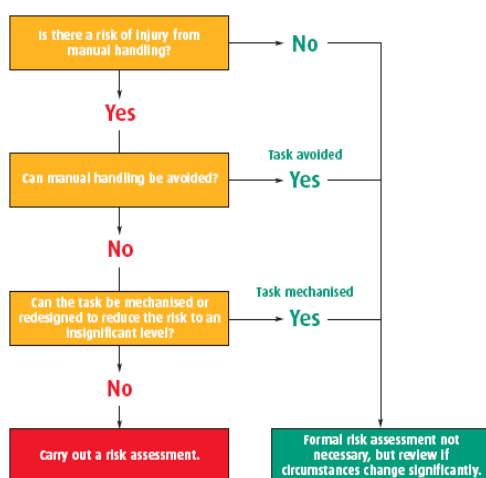 Is there a risk of injury from
manual handling?
No
Yes
Task avoided
Can manual handling be avoided?
Yes
No
Task mechanised
Can the task be mechanised or
redesigned to reduce the risk to an
insignificant level?
Yes
No
Carry out a risk assessment.
Formal risk assessment not
necessary, but review if
circumstances change significantly.